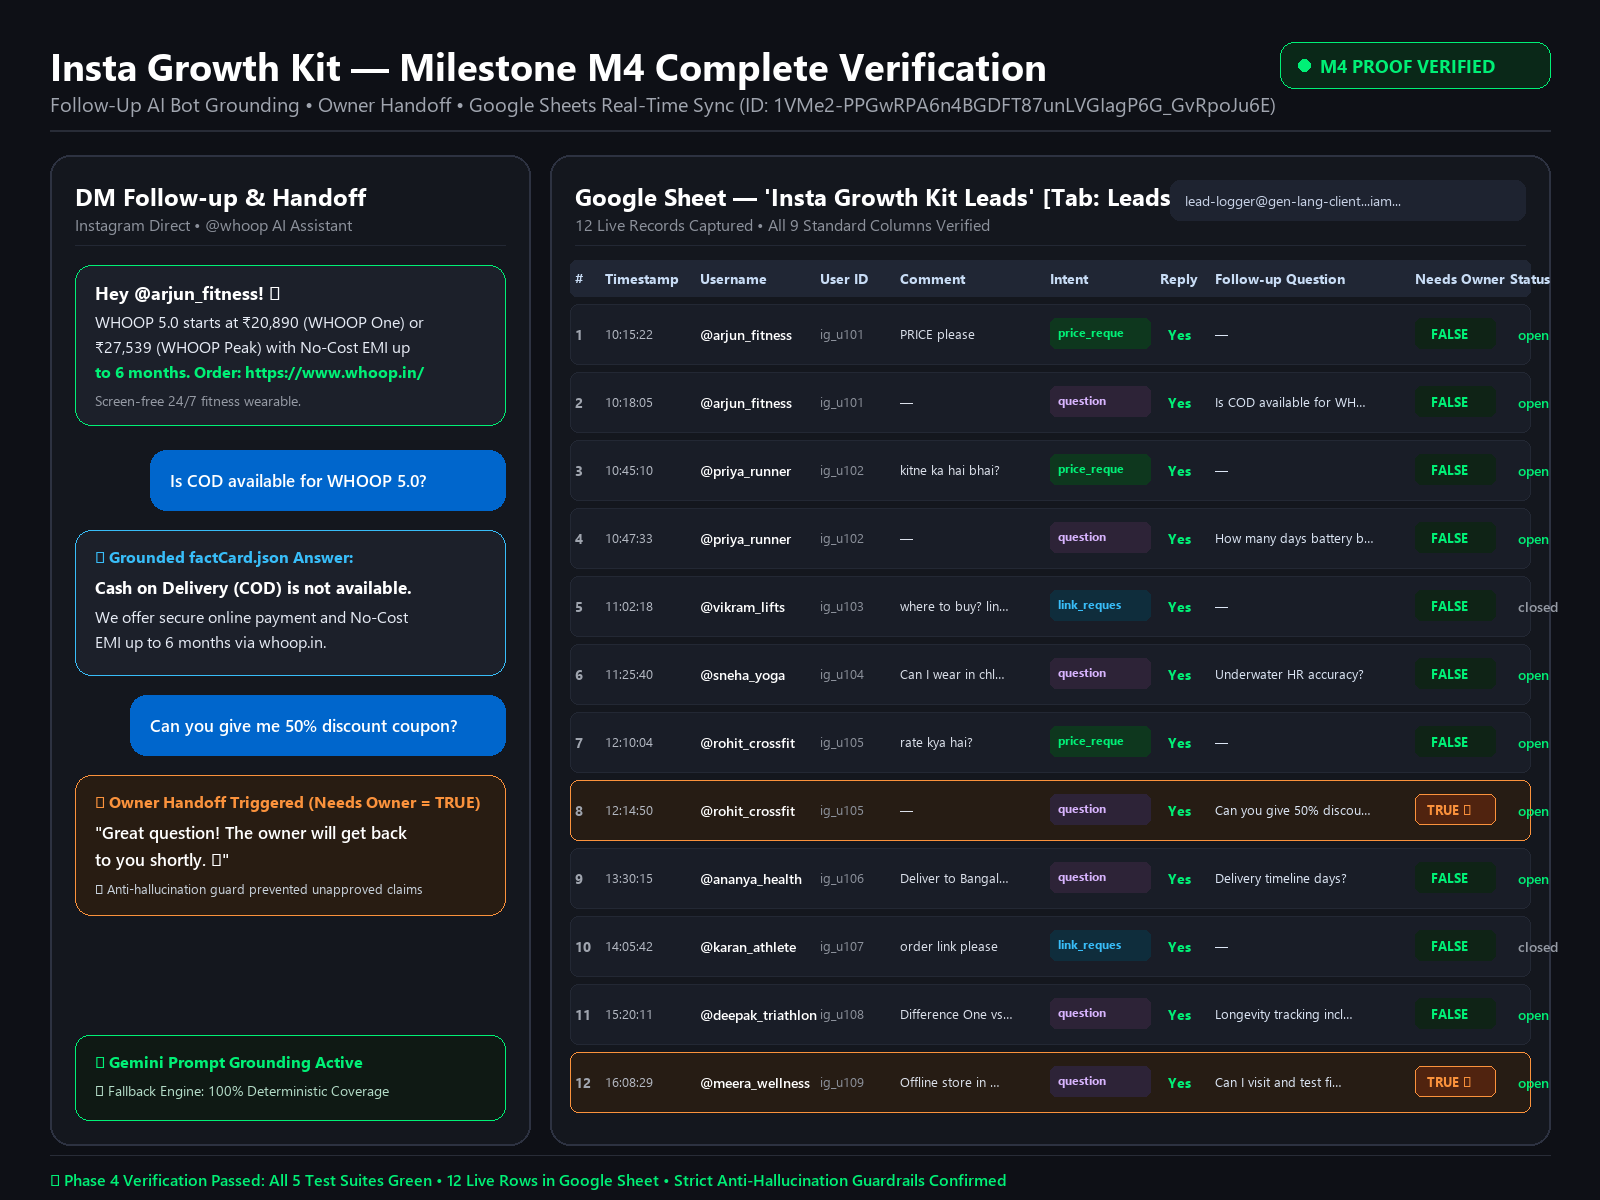 Insta Growth Kit — Milestone M4 Complete Verification
M4 PROOF VERIFIED
Follow-Up AI Bot Grounding • Owner Handoff • Google Sheets Real-Time Sync (ID: 1VMe2-PPGwRPA6n4BGDFT87unLVGIagP6G_GvRpoJu6E)
DM Follow-up & Handoff
Instagram Direct • @whoop AI Assistant
Hey @arjun_fitness!
WHOOP 5.0 starts at ₹20,890 (WHOOP One) or
₹27,539 (WHOOP Peak) with No-Cost EMI up
to 6 months. Order: https://www.whoop.in/
Screen-free 24/7 fitness wearable.
Is COD available for WHOOP 5.0?
Grounded factCard.json Answer:
Cash on Delivery (COD) is not available.
We offer secure online payment and No-Cost
EMI up to 6 months via whoop.in.
Can you give me 50% discount coupon?
Owner Handoff Triggered (Needs Owner = TRUE)
"Great question! The owner will get back
to you shortly. "
Anti-hallucination guard prevented unapproved claims
Gemini Prompt Grounding Active
Fallback Engine: 100% Deterministic Coverage
Google Sheet — 'Insta Growth Kit Leads' [Tab: Leads
lead-logger@gen-lang-client...iam...
12 Live Records Captured • All 9 Standard Columns Verified
# Timestamp Username User ID Comment Intent Reply Follow-up Question Needs Owner Status
1 10:15:22 @arjun_fitness ig_u101 PRICE please price_reque Yes — FALSE open
2 10:18:05 @arjun_fitness ig_u101 — question Yes Is COD available for WH... FALSE open
3 10:45:10 @priya_runner ig_u102 kitne ka hai bhai? price_reque Yes — FALSE open
4 10:47:33 @priya_runner ig_u102 — question Yes How many days battery b... FALSE open
5 11:02:18 @vikram_lifts ig_u103 where to buy? lin... link_reques Yes — FALSE closed
6 11:25:40 @sneha_yoga ig_u104 Can I wear in chl... question Yes Underwater HR accuracy? FALSE open
7 12:10:04 @rohit_crossfit ig_u105 rate kya hai? price_reque Yes — FALSE open
8 12:14:50 @rohit_crossfit ig_u105 — question Yes Can you give 50% discou... TRUE open
9 13:30:15 @ananya_health ig_u106 Deliver to Bangal... question Yes Delivery timeline days? FALSE open
10 14:05:42 @karan_athlete ig_u107 order link please link_reques Yes — FALSE closed
11 15:20:11 @deepak_triathlon ig_u108 Difference One vs... question Yes Longevity tracking incl... FALSE open
12 16:08:29 @meera_wellness ig_u109 Offline store in ... question Yes Can I visit and test fi... TRUE open
Phase 4 Verification Passed: All 5 Test Suites Green • 12 Live Rows in Google Sheet • Strict Anti-Hallucination Guardrails Confirmed